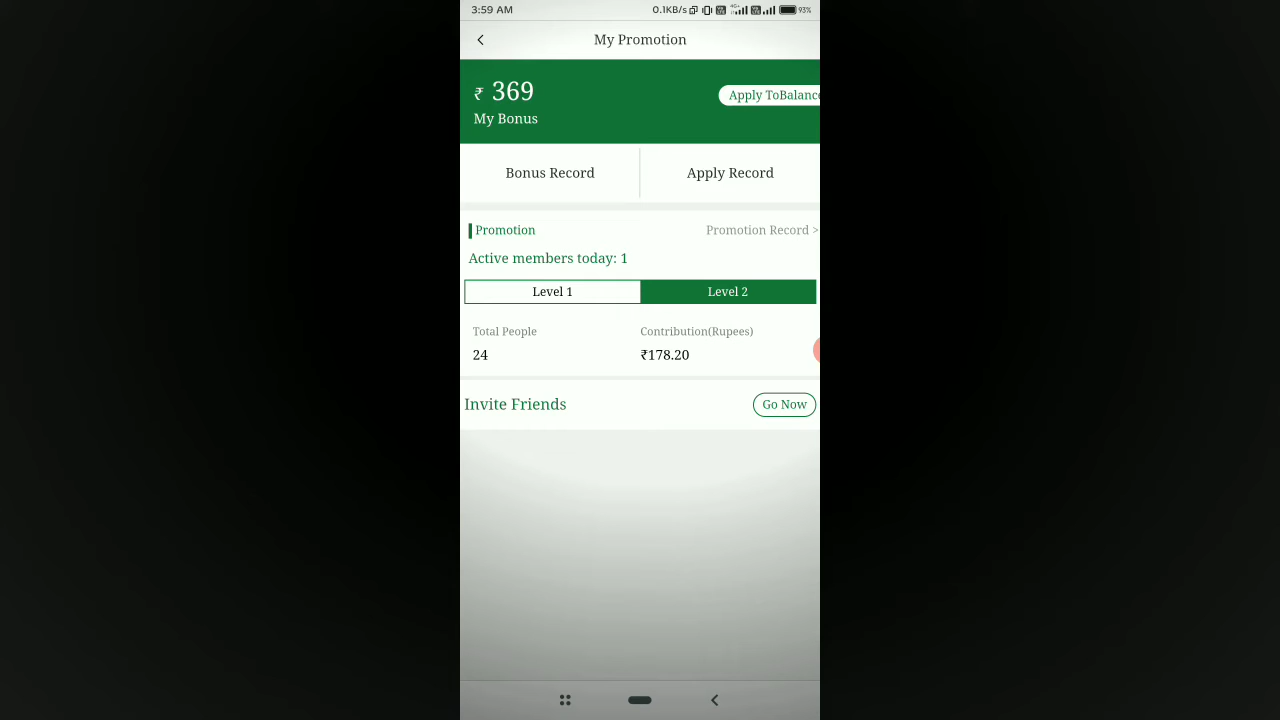 3:59 AM 0.1KB/s 93%
My Promotion
₹ 369
Apply ToBalance
My Bonus
Bonus Record Apply Record
Promotion Promotion Record >
Active members today: 1
Level 1 Level 2
Total People Contribution(Rupees)
24 ₹178.20
Invite Friends Go Now